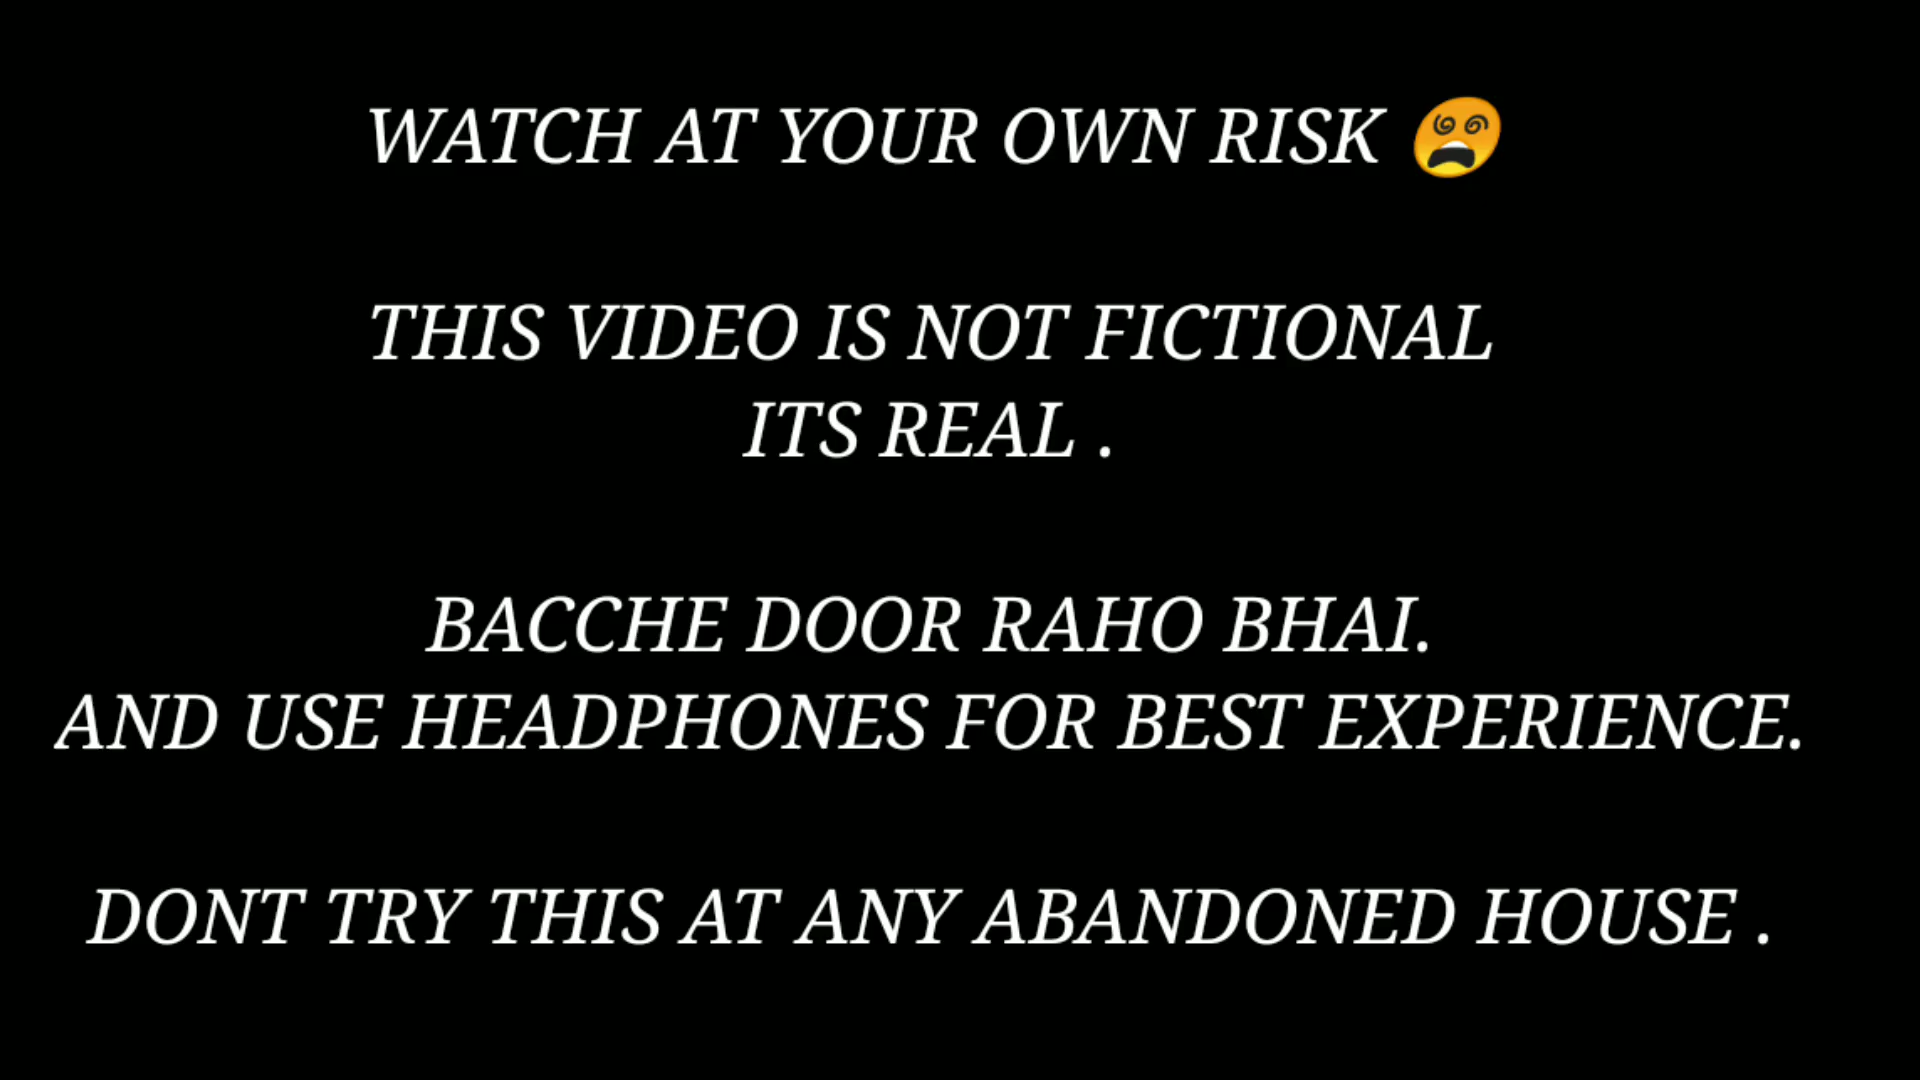 WATCH AT YOUR OWN RISK 😵‍💫
THIS VIDEO IS NOT FICTIONAL
ITS REAL .
BACCHE DOOR RAHO BHAI.
AND USE HEADPHONES FOR BEST EXPERIENCE.
DONT TRY THIS AT ANY ABANDONED HOUSE .